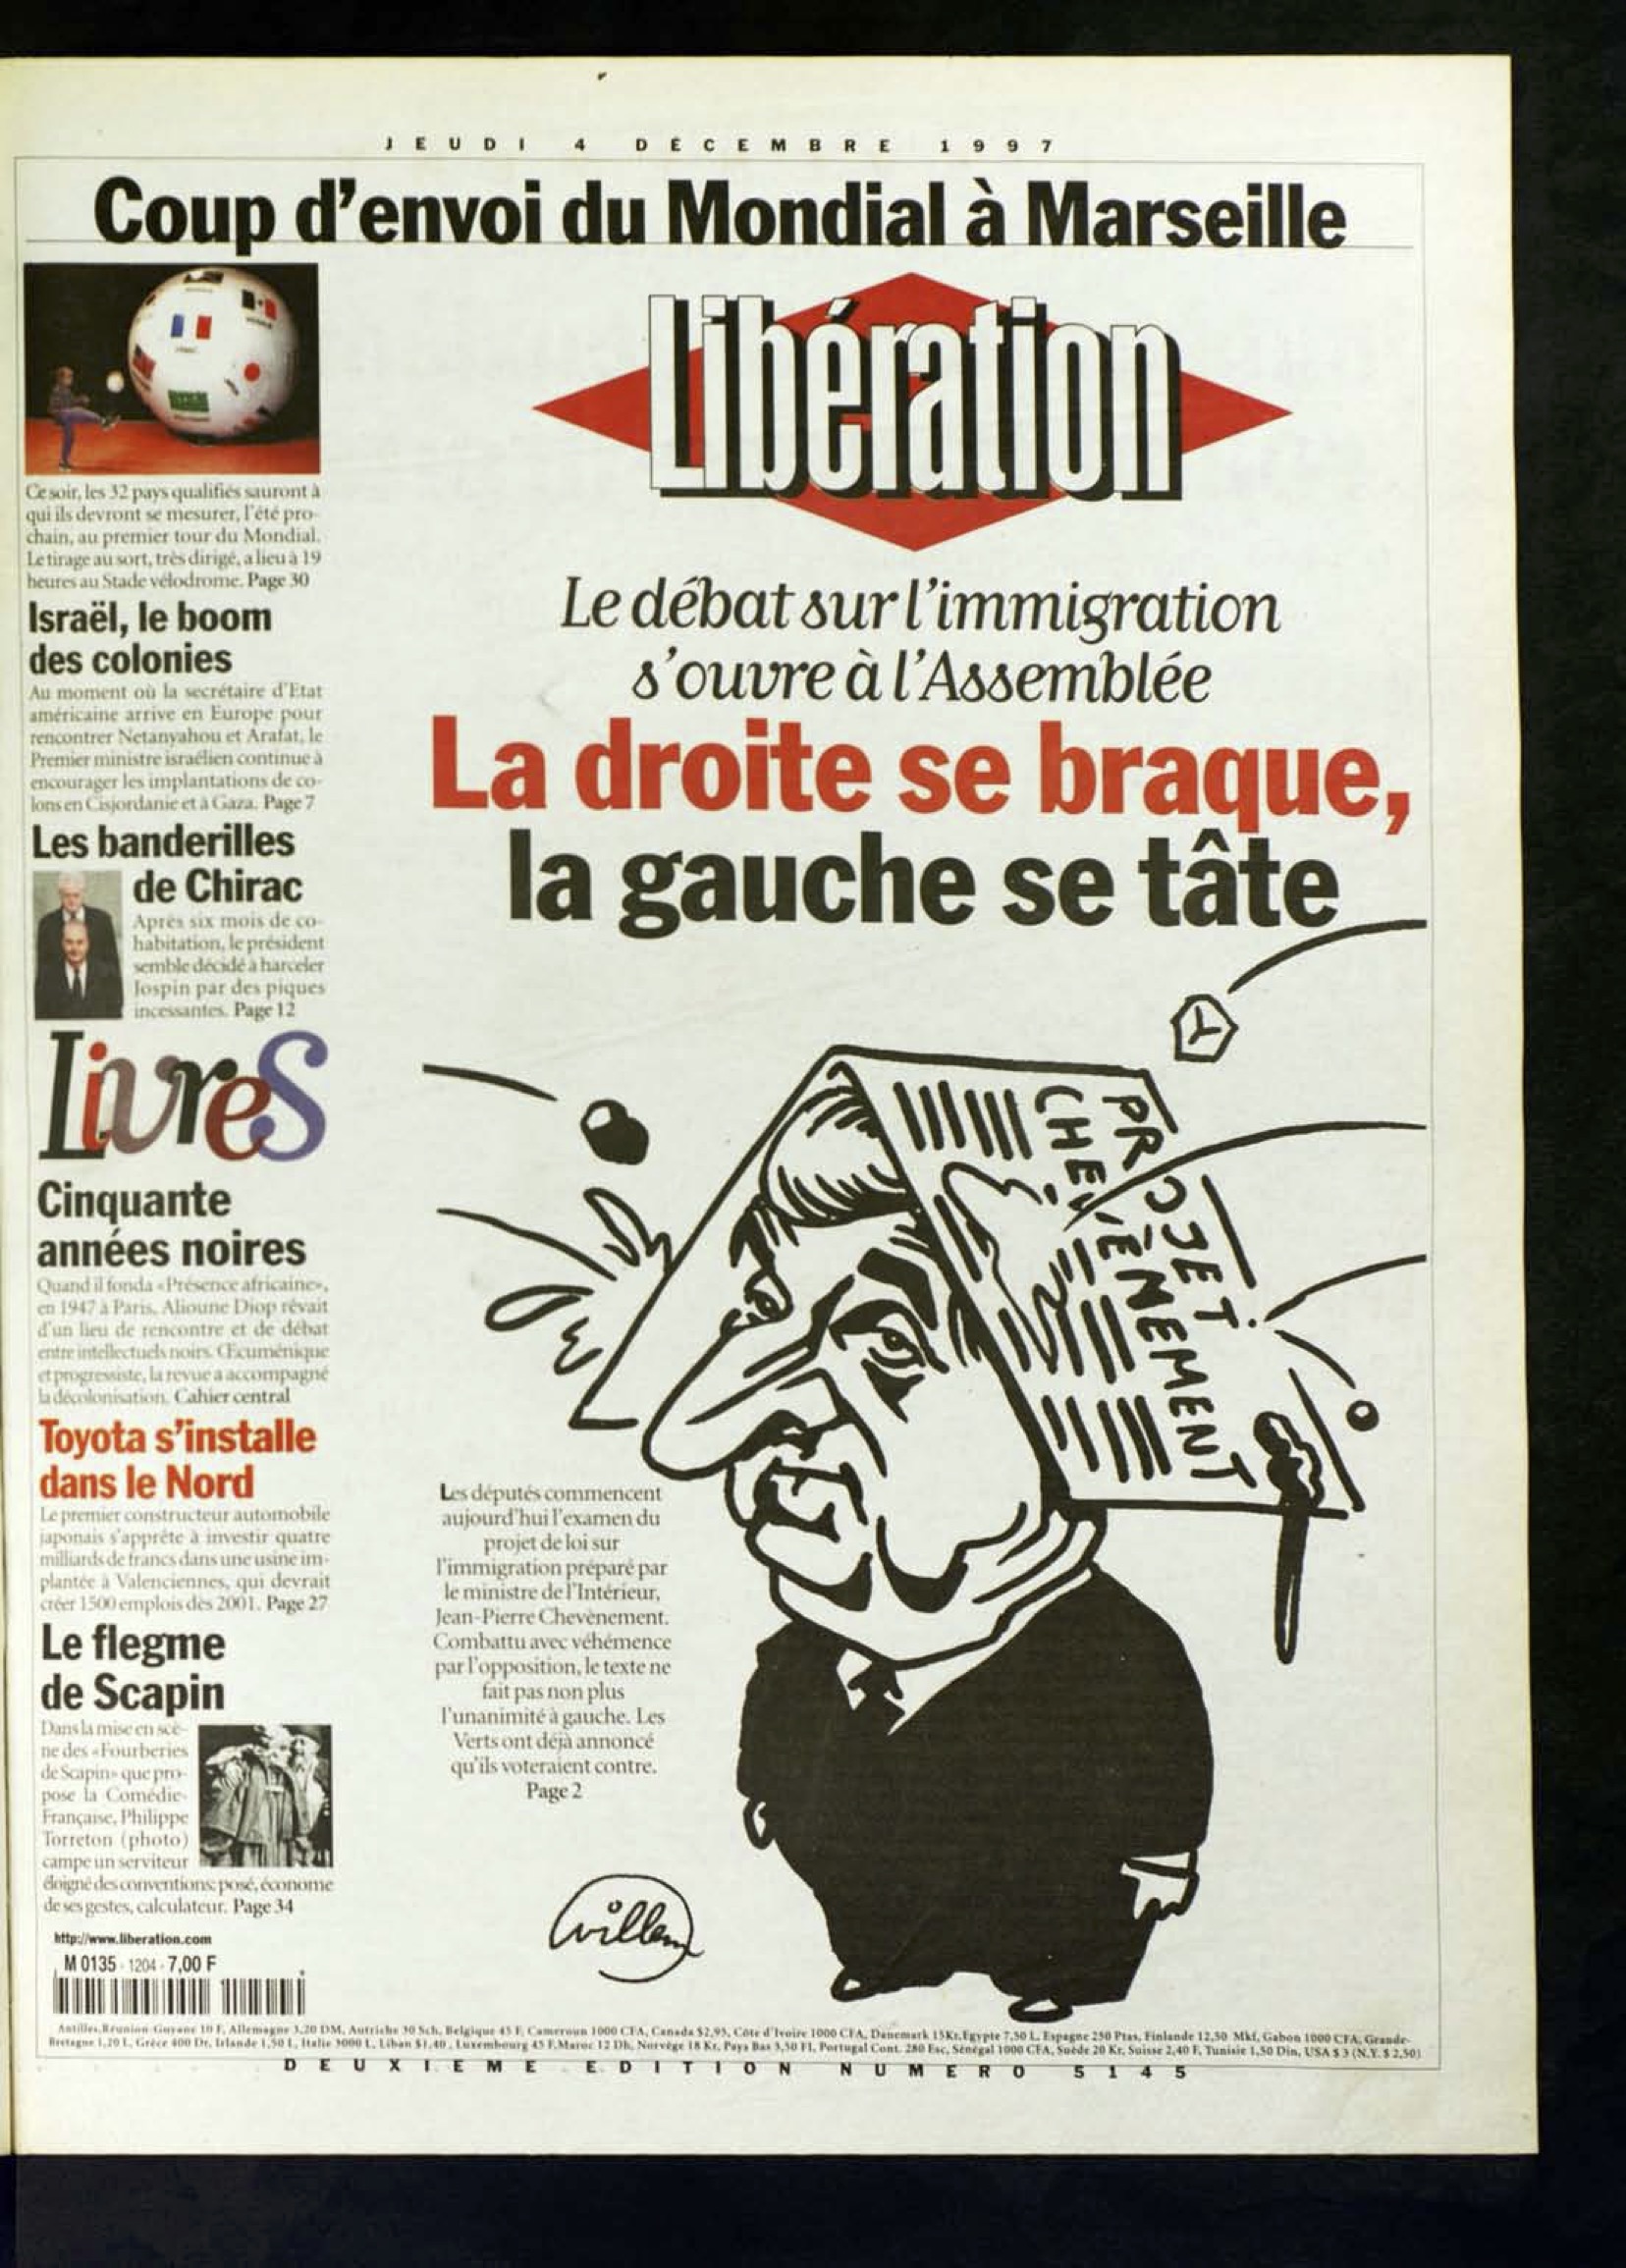 JEUDI 4 DÉCEMBRE 1997
Coup d'envoi du Mondial à Marseille
Libération
Ce soir, les 32 pays qualifiés sauront à
qui ils devront se mesurer, l'été pro-
chain, au premier tour du Mondial.
Le tirage au sort, très dirigé, a lieu à 19
heures au Stade vélodrome. Page 30
Israël, le boom
des colonies
Au moment où la secrétaire d'Etat
américaine arrive en Europe pour
rencontrer Netanyahou et Arafat, le
Premier ministre israélien continue à
encourager les implantations de co-
lons en Cisjordanie et à Gaza. Page 7
Les banderilles
de Chirac
Après six mois de co-
habitation, le président
semble décidé à harceler
Jospin par des piques
incessantes. Page 12
Livres
Cinquante
années noires
Quand il fonda «Présence africaine»,
en 1947 à Paris, Alioune Diop rêvait
d'un lieu de rencontre et de débat
entre intellectuels noirs. Œcuménique
et progressiste, la revue a accompagné
la décolonisation. Cahier central
Toyota s'installe
dans le Nord
Le premier constructeur automobile
japonais s'apprête à investir quatre
milliards de francs dans une usine im-
plantée à Valenciennes, qui devrait
créer 1500 emplois dès 2001. Page 27
Le flegme
de Scapin
Dans la mise en scè-
ne des «Fourberies
de Scapin» que pro-
pose la Comédie-
Française, Philippe
Torreton (photo)
campe un serviteur
éloigné des conventions: posé, économe
de ses gestes, calculateur. Page 34
http://www.liberation.com
M 0135 - 1204 - 7,00 F
Le débat sur l'immigration
s'ouvre à l'Assemblée
La droite se braque,
la gauche se tâte
PROJET
CHEVÈNEMENT
Les députés commencent
aujourd'hui l'examen du
projet de loi sur
l'immigration préparé par
le ministre de l'Intérieur,
Jean-Pierre Chevènement.
Combattu avec véhémence
par l'opposition, le texte ne
fait pas non plus
l'unanimité à gauche. Les
Verts ont déjà annoncé
qu'ils voteraient contre.
Page 2
Willem
Antilles, Réunion-Guyane 10 F, Allemagne 3,20 DM, Autriche 30 Sch, Belgique 45 F, Cameroun 1000 CFA, Canada $2,95, Côte d'Ivoire 1000 CFA, Danemark 15Kr, Egypte 7,50 L, Espagne 250 Ptas, Finlande 12,50 Mkf, Gabon 1000 CFA, Grande-
Bretagne 1,20 L, Grèce 400 Dr, Irlande 1,50 L, Italie 3000 L, Liban $1,40, Luxembourg 45 F, Maroc 12 Dh, Norvège 18 Kr, Pays Bas 3,50 Fl, Portugal Cont. 280 Esc, Sénégal 1000 CFA, Suède 20 Kr, Suisse 2,40 F, Tunisie 1,50 Din, USA $ 3 (N.Y. $ 2,50)
DEUXIEME EDITION NUMERO 5145